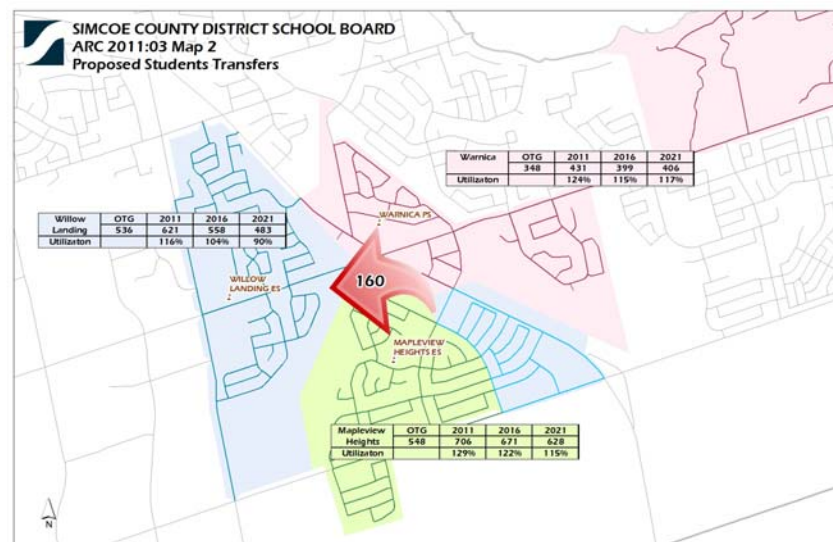 SIMCOE COUNTY DISTRICT SCHOOL BOARD
ARC 2011:03 Map 2
Proposed Students Transfers
Warnica OTG 2011 2016 2021
348 431 399 406
Utilizaton 124% 115% 117%
WARNICA PS
Willow OTG 2011 2016 2021
Landing 536 621 558 483
Utilizaton 116% 104% 90%
WILLOW
LANDING ES
160
MAPLEVIEW
HEIGHTS ES
Mapleview OTG 2011 2016 2021
Heights 548 706 671 628
Utilizaton 129% 122% 115%
N